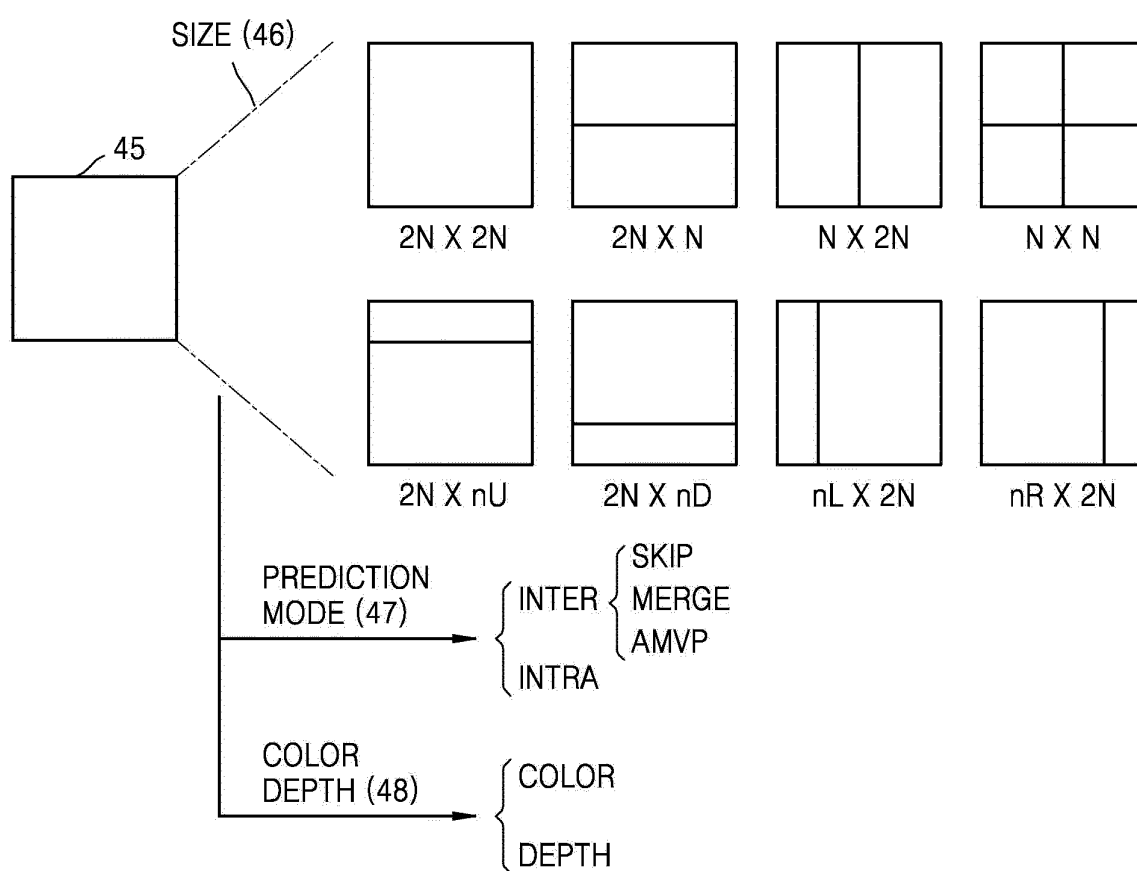 SIZE (46)
45
2N X 2N
2N X N
N X 2N
N X N
2N X nU
2N X nD
nL X 2N
nR X 2N
PREDICTION
MODE (47)
INTER
SKIP
MERGE
AMVP
INTRA
COLOR
DEPTH (48)
COLOR
DEPTH